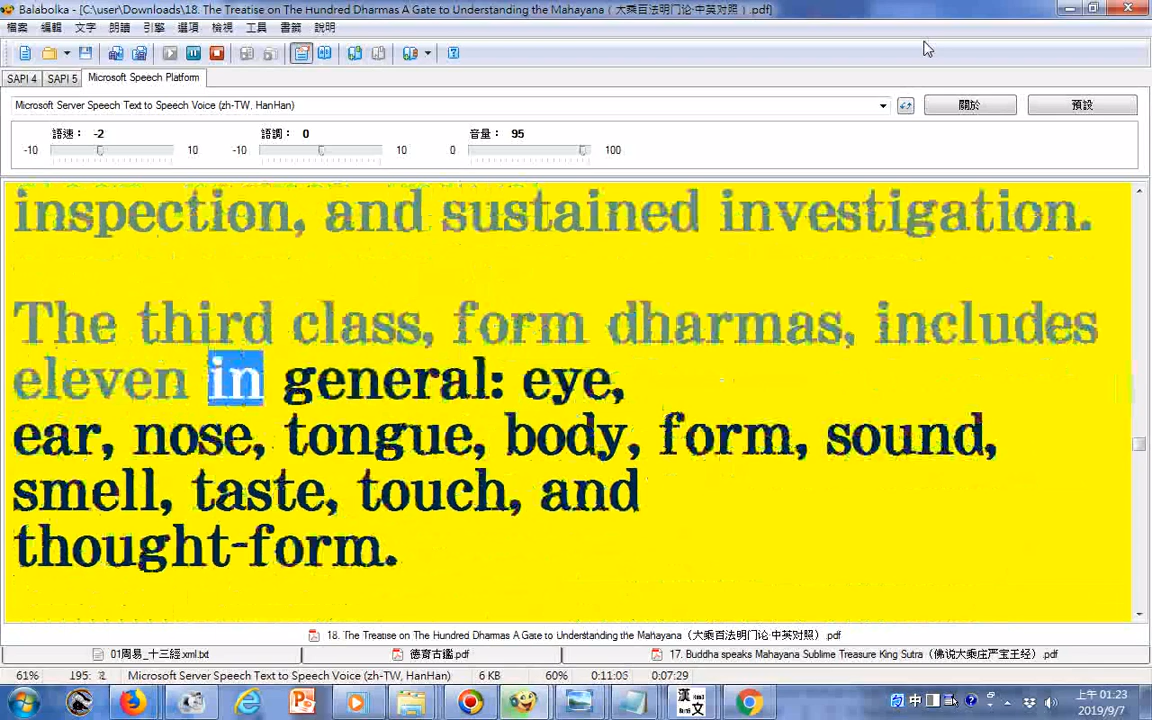 Balabolka - [C:\user\Downloads\18. The Treatise on The Hundred Dharmas A Gate to Understanding the Mahayana（大乘百法明门论·中英对照）.pdf]
檔案 編輯 文字 朗讀 引擎 選項 檢視 工具 書籤 說明
SAPI 4 SAPI 5 Microsoft Speech Platform
Microsoft Server Speech Text to Speech Voice (zh-TW, HanHan) 關於 預設
語速： -2 語調： 0 音量： 95
-10 10 -10 10 0 100
inspection, and sustained investigation.
The third class, form dharmas, includes
eleven in general: eye,
ear, nose, tongue, body, form, sound,
smell, taste, touch, and
thought-form.
18. The Treatise on The Hundred Dharmas A Gate to Understanding the Mahayana（大乘百法明门论·中英对照）.pdf
01周易_十三經.xml.txt 德育古鑑.pdf 17. Buddha speaks Mahayana Sublime Treasure King Sutra（佛说大乘庄严宝王经）.pdf
61% 195: Microsoft Server Speech Text to Speech Voice (zh-TW, HanHan) 6 KB 60% 0:11:05 0:07:29
漢 中 上午 01:23
2019/9/7